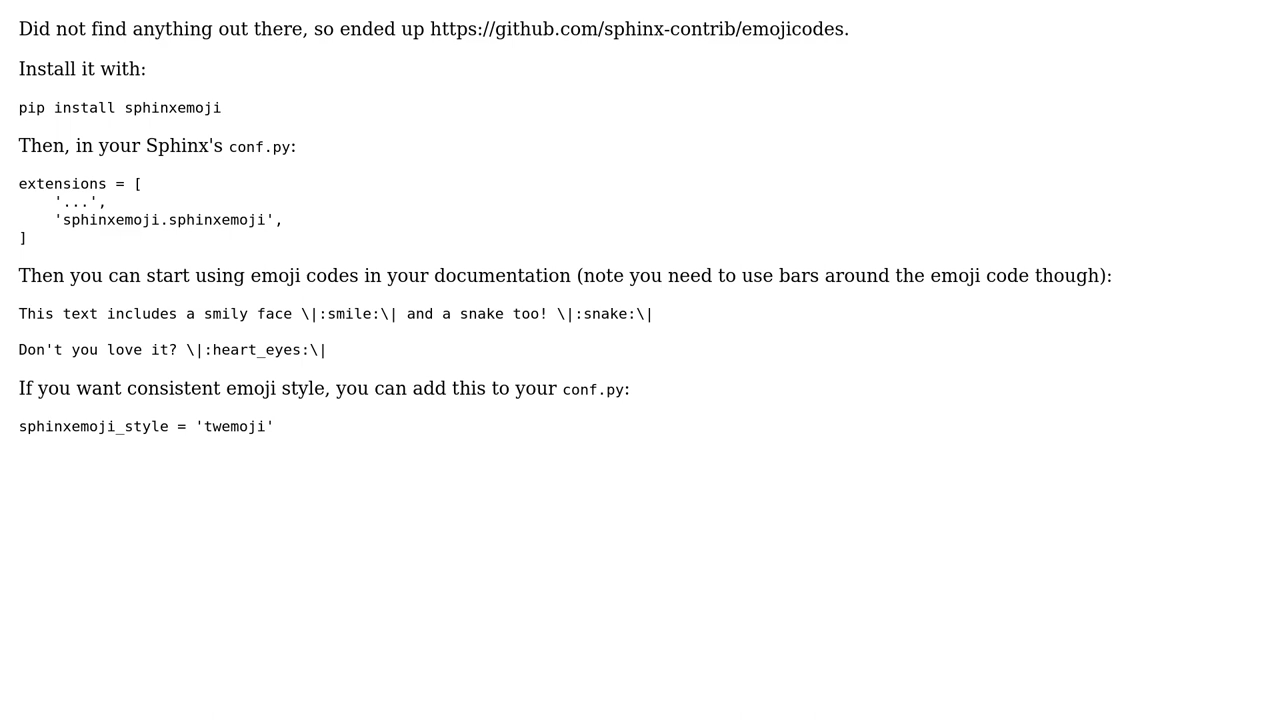 Did not find anything out there, so ended up https://github.com/sphinx-contrib/emojicodes.
Install it with:
pip install sphinxemoji
Then, in your Sphinx's conf.py:
extensions = [
    '...',
    'sphinxemoji.sphinxemoji',
]
Then you can start using emoji codes in your documentation (note you need to use bars around the emoji code though):
This text includes a smily face \|:smile:\| and a snake too! \|:snake:\|
Don't you love it? \|:heart_eyes:\|
If you want consistent emoji style, you can add this to your conf.py:
sphinxemoji_style = 'twemoji'